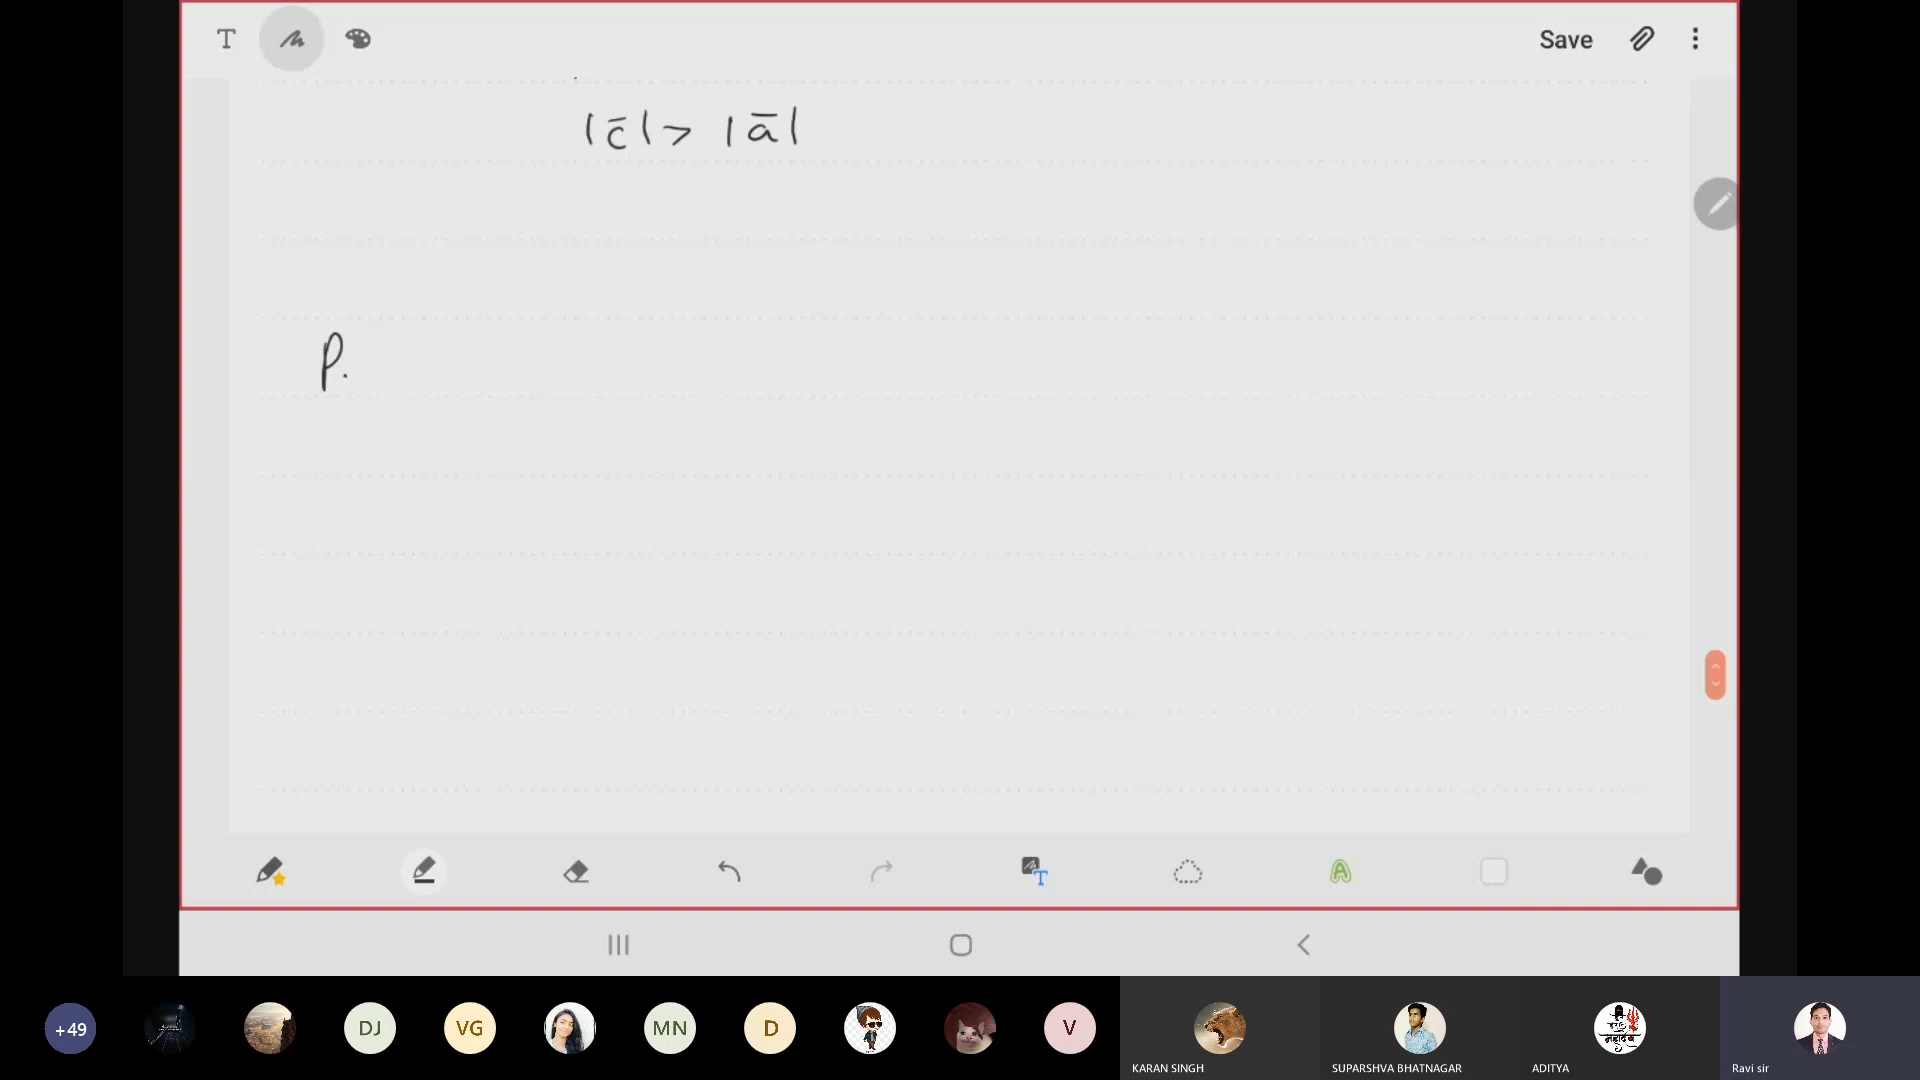 T Save
|c̄| > |ā|
P.
T
A
+49 DJ VG MN D V
KARAN SINGH SUPARSHVA BHATNAGAR ADITYA Ravi sir